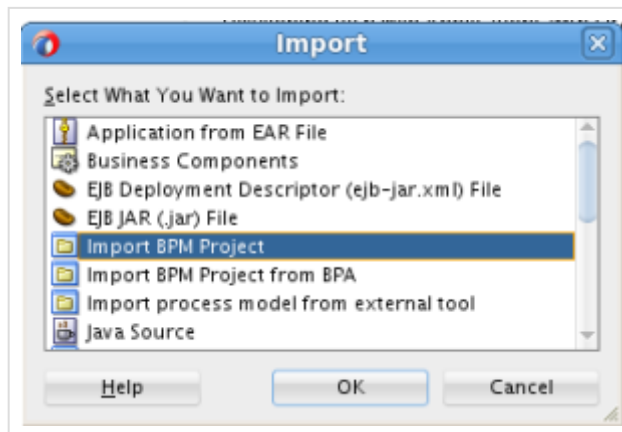 Import
Select What You Want to Import:
Application from EAR File
Business Components
EJB Deployment Descriptor (ejb-jar.xml) File
EJB JAR (.jar) File
Import BPM Project
Import BPM Project from BPA
Import process model from external tool
Java Source
Help
OK
Cancel